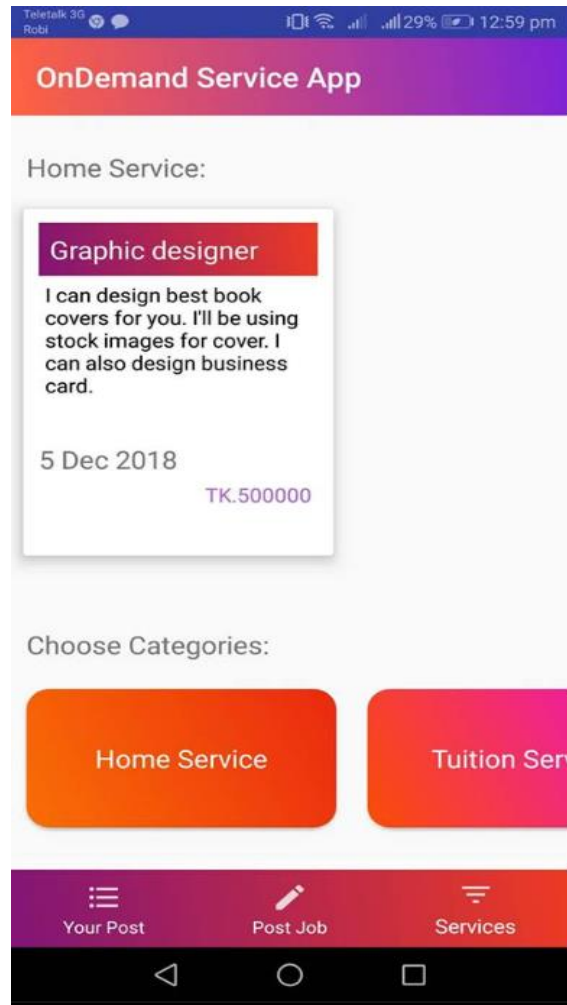 Teletalk 3G
Robi
29% 12:59 pm
OnDemand Service App
Home Service:
Graphic designer
I can design best book
covers for you. I'll be using
stock images for cover. I
can also design business
card.
5 Dec 2018
TK.500000
Choose Categories:
Home Service
Tuition Ser
Your Post
Post Job
Services